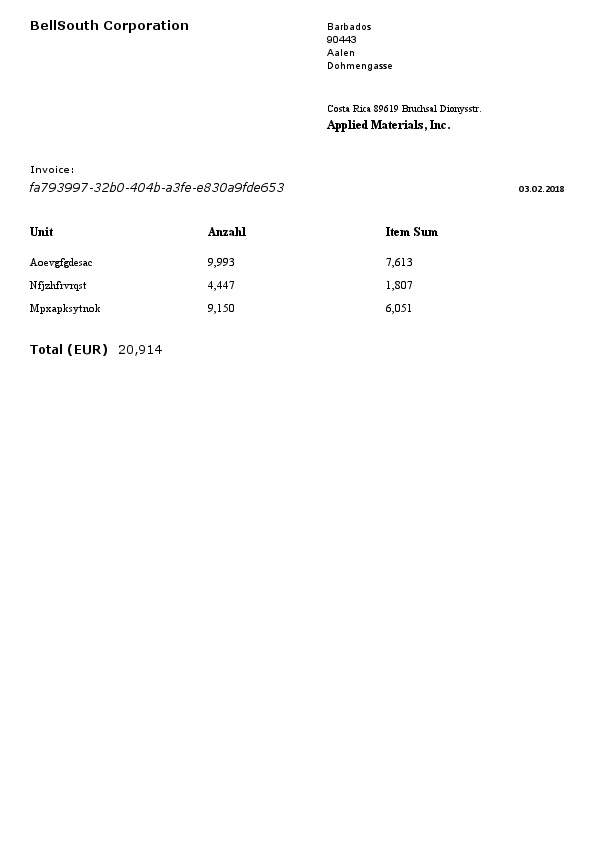 BellSouth Corporation
Barbados
90443
Aalen
Dohmengasse
Costa Rica 89619 Bruchsal Dionysstr.
Applied Materials, Inc.
Invoice:
fa793997-32b0-404b-a3fe-e830a9fde653 03.02.2018
Unit Anzahl Item Sum
Aoevgfgdesac 9,993 7,613
Nfjzhfrvrqst 4,447 1,807
Mpxapksytnok 9,150 6,051
Total (EUR) 20,914